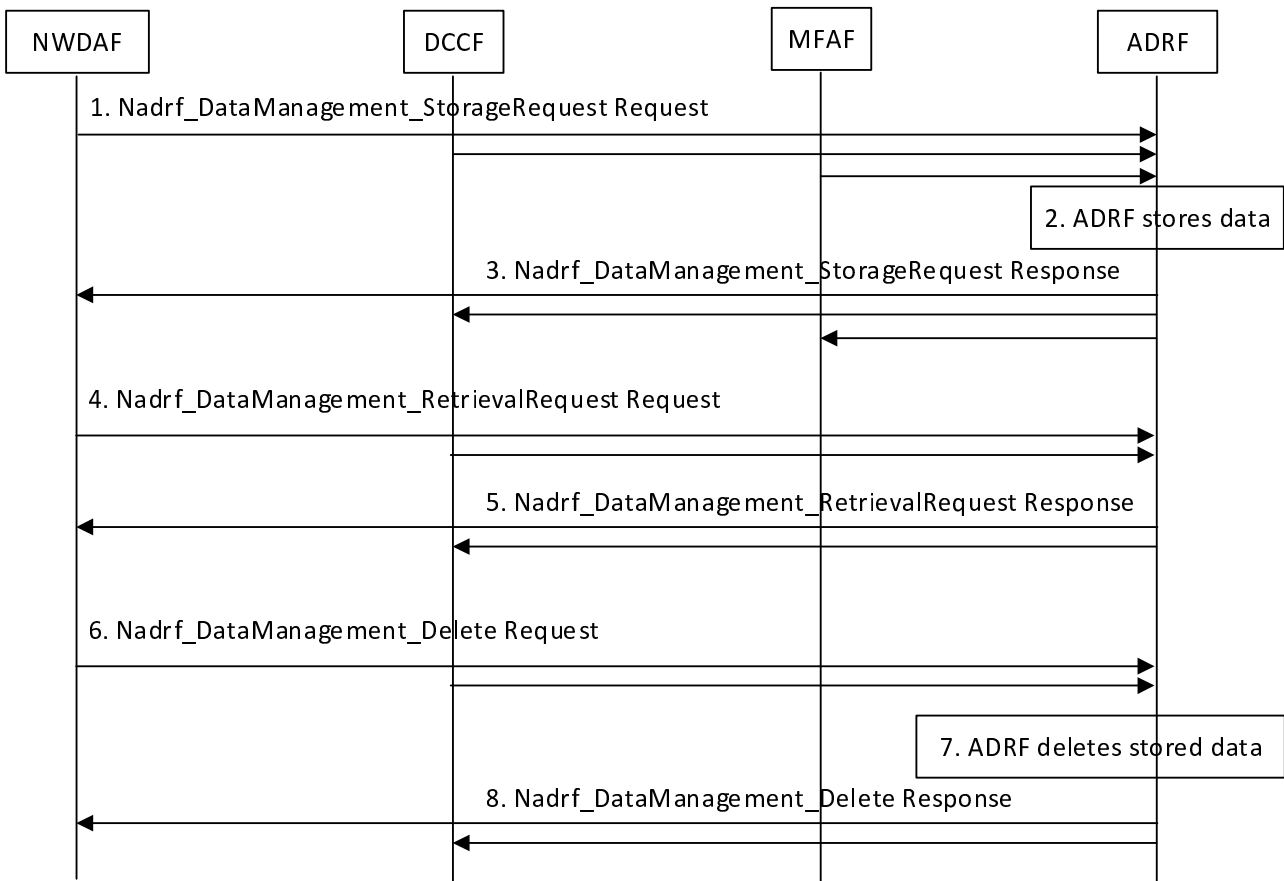 NWDAF
DCCF
MFAF
ADRF
1. Nadrf_DataManagement_StorageRequest Request
2. ADRF stores data
3. Nadrf_DataManagement_StorageRequest Response
4. Nadrf_DataManagement_RetrievalRequest Request
5. Nadrf_DataManagement_RetrievalRequest Response
6. Nadrf_DataManagement_Delete Request
7. ADRF deletes stored data
8. Nadrf_DataManagement_Delete Response